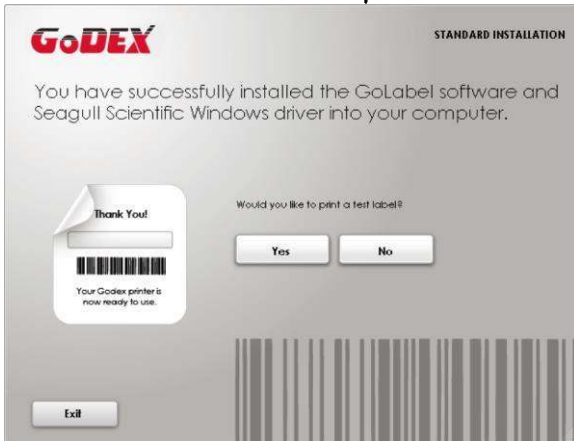 GoDEX
STANDARD INSTALLATION
You have successfully installed the GoLabel software and
Seagull Scientific Windows driver into your computer.
Thank You!
Your Godex printer is
now ready to use.
Would you like to print a test label?
Yes
No
Exit